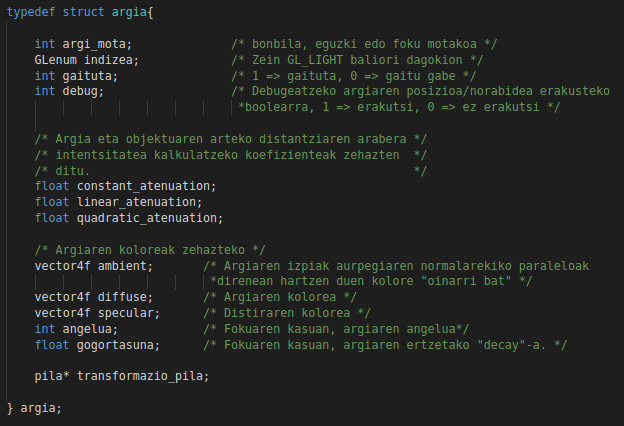 typedef struct argia{
int argi_mota; /* bonbila, eguzki edo foku motakoa */
GLenum indizea; /* Zein GL_LIGHT baliori dagokion */
int gaituta; /* 1 => gaituta, 0 => gaitu gabe */
int debug; /* Debugeatzeko argiaren posizioa/norabidea erakusteko
*boolearra, 1 => erakutsi, 0 => ez erakutsi */
/* Argia eta objektuaren arteko distantziaren arabera */
/* intentsitatea kalkulatzeko koefizienteak zehazten */
/* ditu. */
float constant_atenuation;
float linear_atenuation;
float quadratic_atenuation;
/* Argiaren koloreak zehazteko */
vector4f ambient; /* Argiaren izpiak aurpegiaren normalarekiko paraleloak
*direnean hartzen duen kolore "oinarri bat" */
vector4f diffuse; /* Argiaren kolorea */
vector4f specular; /* Distiraren kolorea */
int angelua; /* Fokuaren kasuan, argiaren angelua*/
float gogortasuna; /* Fokuaren kasuan, argiaren ertzetako "decay"-a. */
pila* transformazio_pila;
} argia;